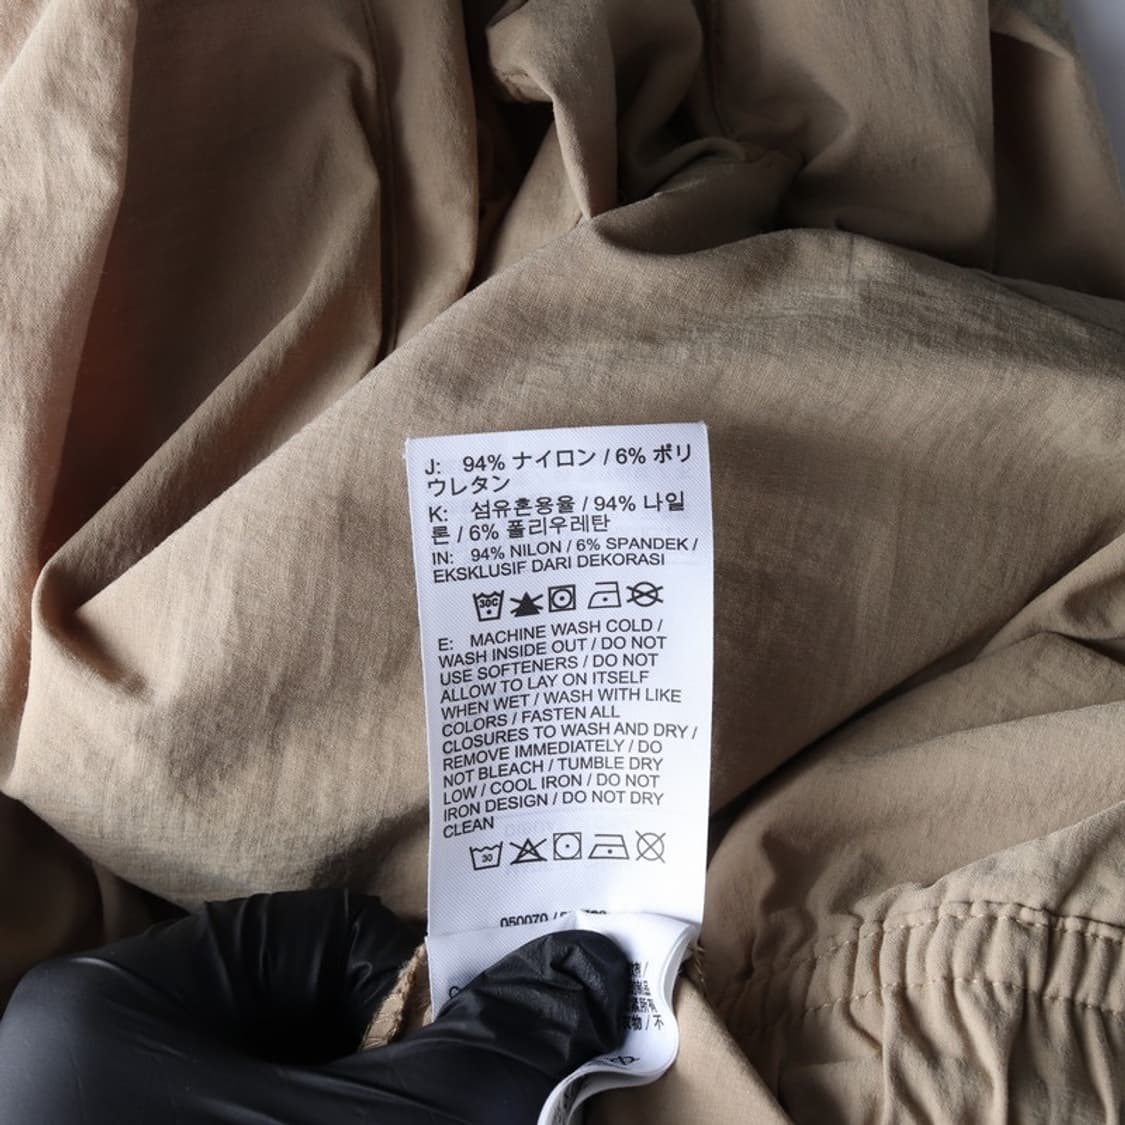 J: 94% ナイロン / 6% ポリ
ウレタン
K: 섬유혼용율 / 94% 나일
론 / 6% 폴리우레탄
IN: 94% NILON / 6% SPANDEK /
EKSKLUSIF DARI DEKORASI
30C
E: MACHINE WASH COLD /
WASH INSIDE OUT / DO NOT
USE SOFTENERS / DO NOT
ALLOW TO LAY ON ITSELF
WHEN WET / WASH WITH LIKE
COLORS / FASTEN ALL
CLOSURES TO WASH AND DRY /
REMOVE IMMEDIATELY / DO
NOT BLEACH / TUMBLE DRY
LOW / COOL IRON / DO NOT
IRON DESIGN / DO NOT DRY
CLEAN
30
050070 /